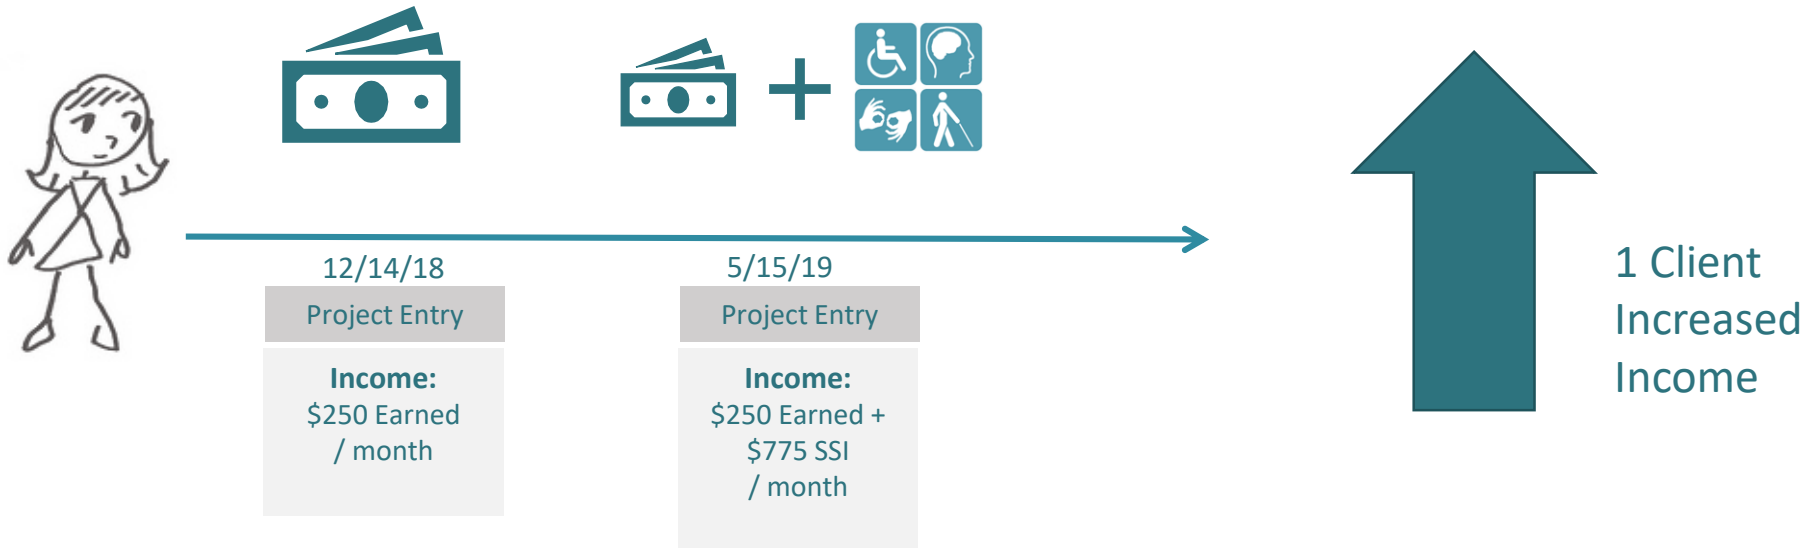 12/14/18
Project Entry
Income:
$250 Earned
/ month
5/15/19
Project Entry
Income:
$250 Earned +
$775 SSI
/ month
1 Client
Increased
Income